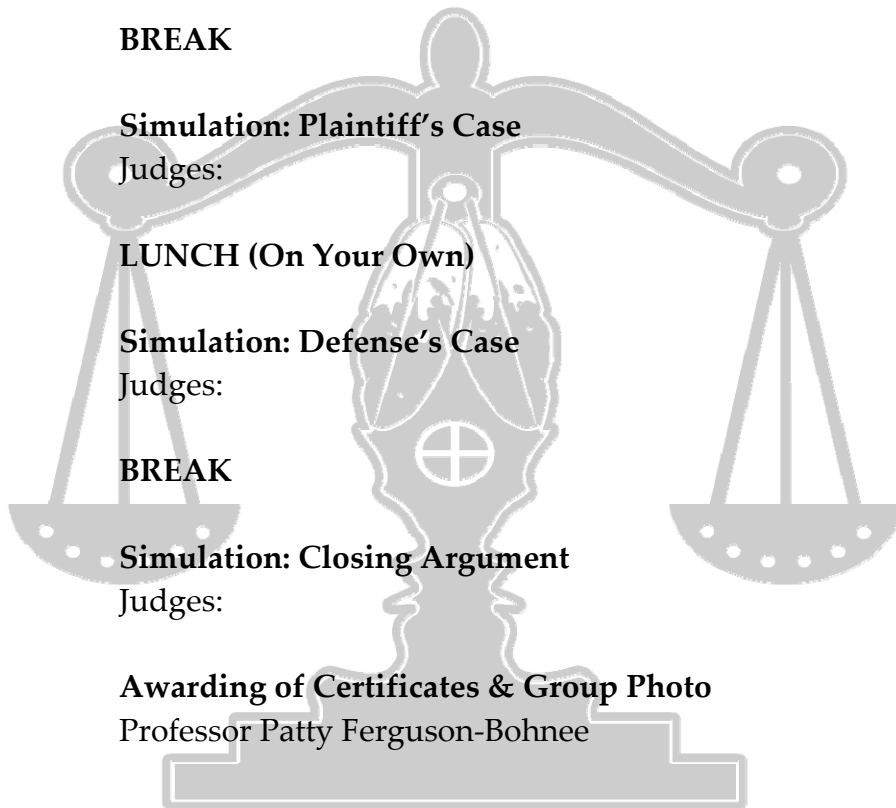 BREAK
Simulation: Plaintiff’s Case
Judges:
LUNCH (On Your Own)
Simulation: Defense’s Case
Judges:
BREAK
Simulation: Closing Argument
Judges:
Awarding of Certificates & Group Photo
Professor Patty Ferguson-Bohnee